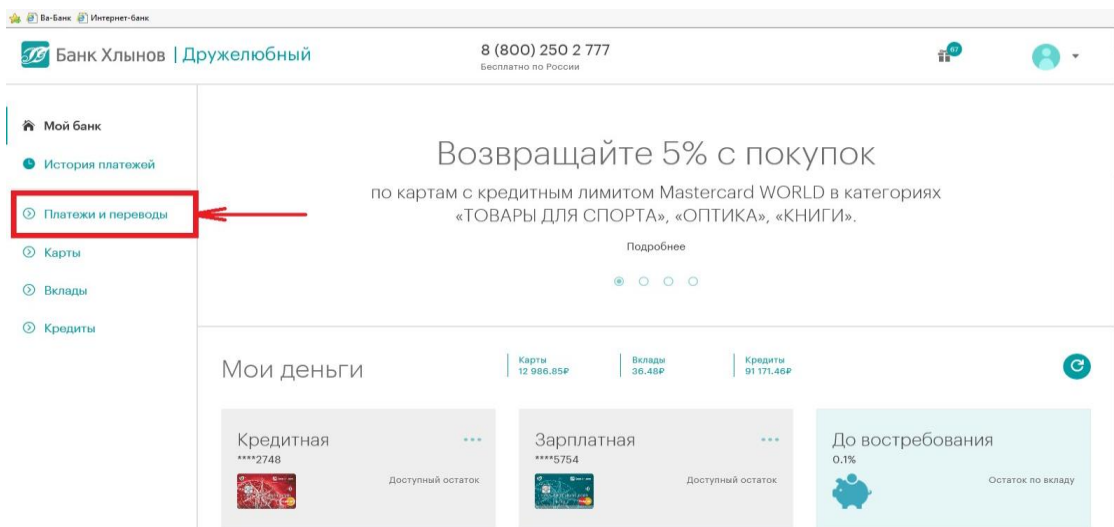 Ва-Банк Интернет-банк
Банк Хлынов | Дружелюбный
8 (800) 250 2 777
Бесплатно по России
67
Мой банк
История платежей
Платежи и переводы
Карты
Вклады
Кредиты
Возвращайте 5% с покупок
по картам с кредитным лимитом Mastercard WORLD в категориях
«ТОВАРЫ ДЛЯ СПОРТА», «ОПТИКА», «КНИГИ».
Подробнее
Мои деньги
Карты
12 986.85₽
Вклады
36.48₽
Кредиты
91 171.46₽
Кредитная
****2748
Доступный остаток
Зарплатная
****5754
Доступный остаток
До востребования
0.1%
Остаток по вкладу